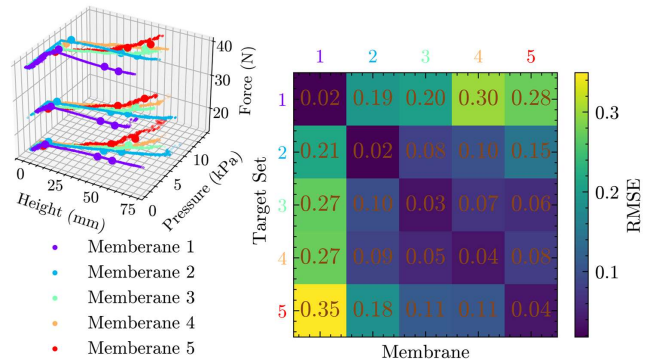 40
30
20
Force (N)
10
5
0
Pressure (kPa)
0
25
50
75
Height (mm)
Memberane 1
Memberane 2
Memberane 3
Memberane 4
Memberane 5
1 2 3 4 5
1 0.02 0.19 0.20 0.30 0.28
2 0.21 0.02 0.08 0.10 0.15
3 0.27 0.10 0.03 0.07 0.06
4 0.27 0.09 0.05 0.04 0.08
5 0.35 0.18 0.11 0.11 0.04
Target Set
Membrane
0.3
0.2
0.1
RMSE